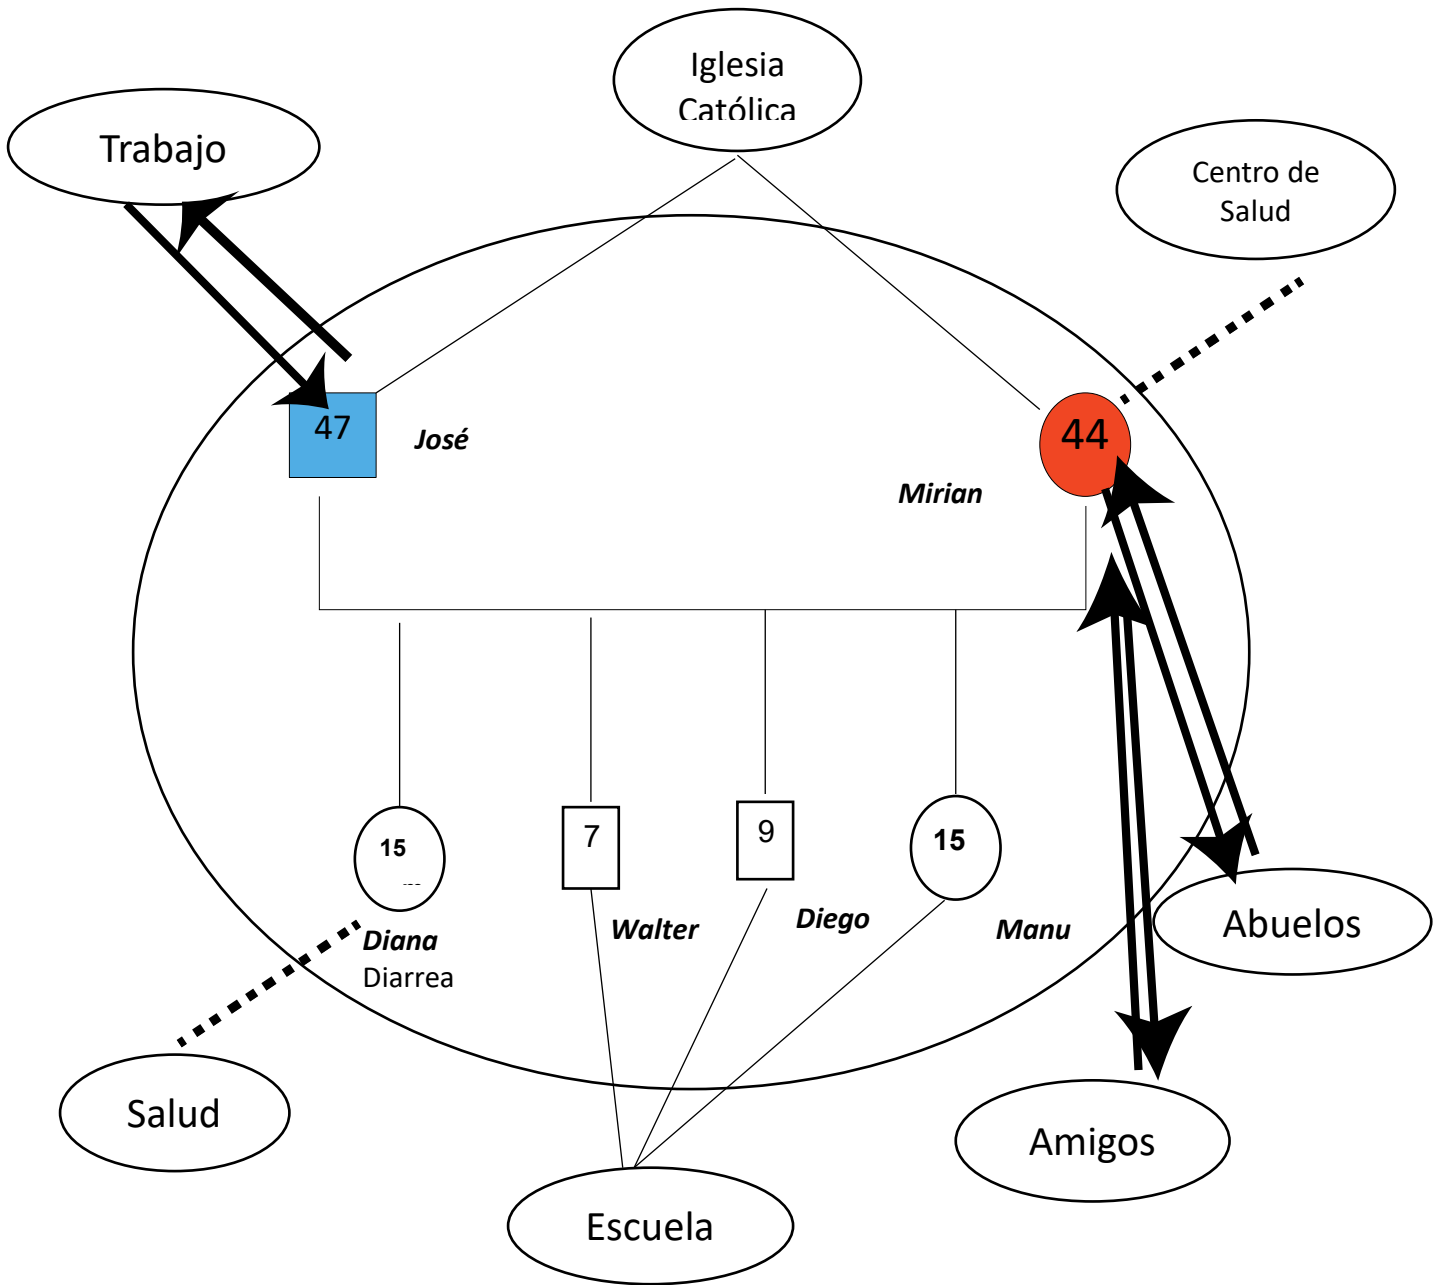 Iglesia
Católica
Trabajo
Centro de
Salud
47
José
44
Mirian
15
7
9
15
Diana
Diarrea
Walter
Diego
Manu
Abuelos
Salud
Amigos
Escuela